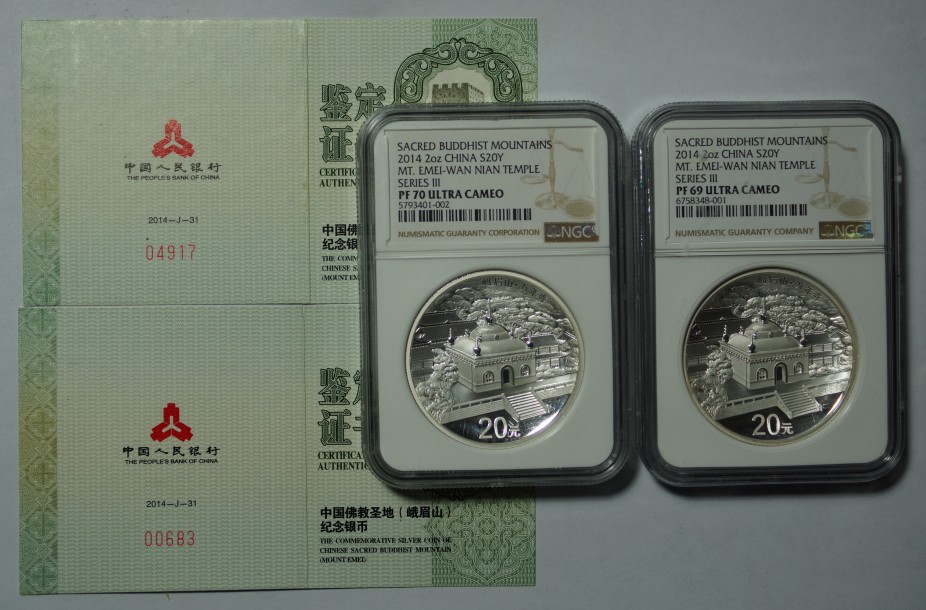 中国人民银行
THE PEOPLE'S BANK OF CHINA
2014-J-31
04917
鉴定
证
CERTIFI
AUTHEN
中国佛
纪念银
THE COMM
CHINESE SA
(MOUNT EME
中国人民银行
THE PEOPLE'S BANK OF CHINA
2014-J-31
00683
鉴定
证
CERTIFICA
AUTHENTIC
中国佛教圣地(峨眉山)
纪念银币
THE COMMEMORATIVE SILVER COIN OF
CHINESE SACRED BUDDHIST MOUNTAIN
(MOUNT EMEI)
SACRED BUDDHIST MOUNTAINS
2014 2oz CHINA S20Y
MT. EMEI-WAN NIAN TEMPLE
SERIES III
PF 70 ULTRA CAMEO
5793401-002
NUMISMATIC GUARANTY CORPORATION
NGC
20元
SACRED BUDDHIST MOUNTAINS
2014 2oz CHINA S20Y
MT. EMEI-WAN NIAN TEMPLE
SERIES III
PF 69 ULTRA CAMEO
6758348-001
NUMISMATIC GUARANTY COMPANY
NGC
20元